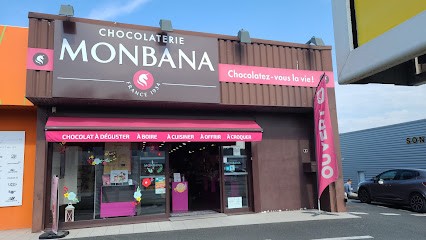 CHOCOLATERIE
MONBANA
FRANCE 1934
Chocolatez-vous la vie !
CHOCOLAT À DÉGUSTER À BOIRE À CUISINER À OFFRIR À CROQUER
OUVERT
SON